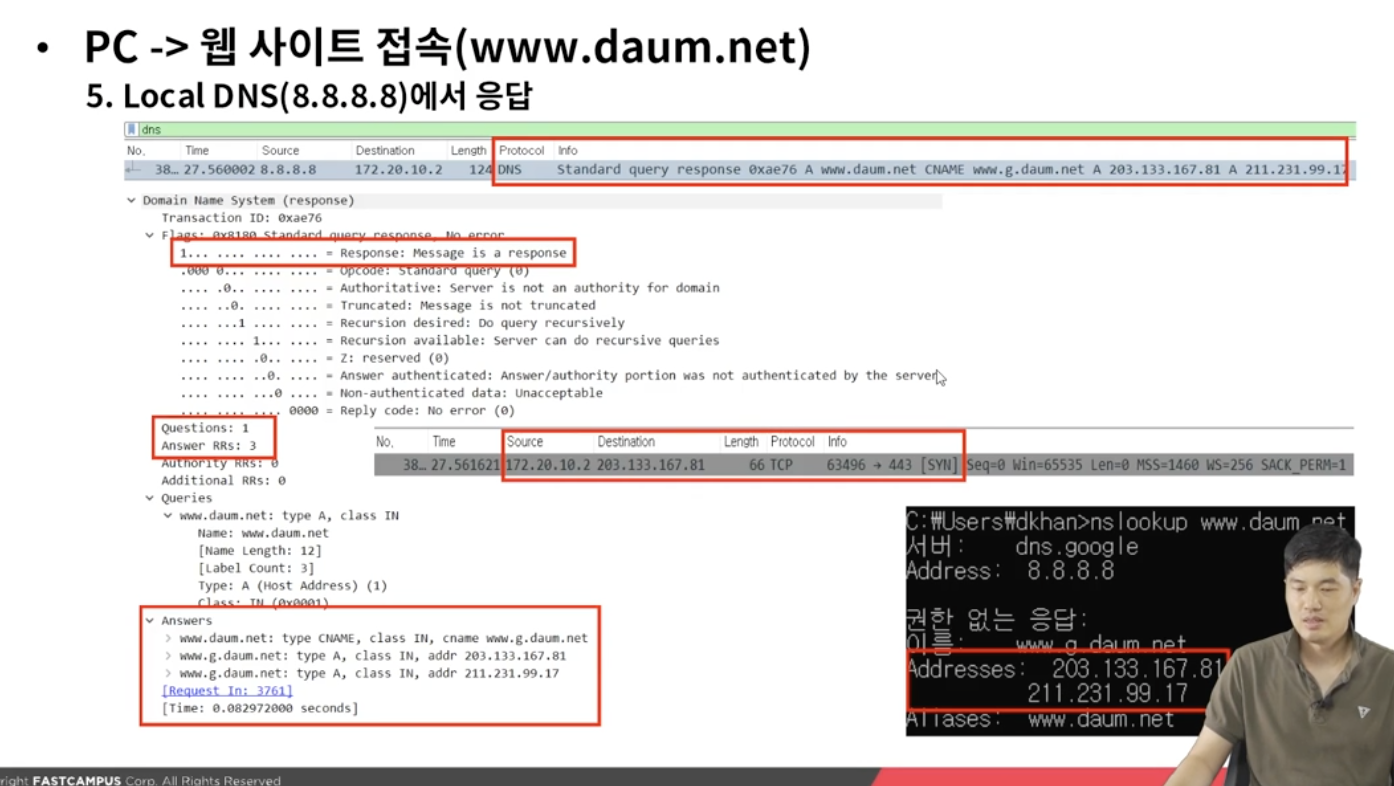 • PC -> 웹 사이트 접속(www.daum.net)
5. Local DNS(8.8.8.8)에서 응답
dns
No. Time Source Destination Length Protocol Info
38… 27.560002 8.8.8.8 172.20.10.2 124 DNS Standard query response 0xae76 A www.daum.net CNAME www.g.daum.net A 203.133.167.81 A 211.231.99.17
Domain Name System (response)
Transaction ID: 0xae76
Flags: 0x8180 Standard query response, No error
1... .... .... .... = Response: Message is a response
.000 0... .... .... = Opcode: Standard query (0)
.... .0.. .... .... = Authoritative: Server is not an authority for domain
.... ..0. .... .... = Truncated: Message is not truncated
.... ...1 .... .... = Recursion desired: Do query recursively
.... .... 1... .... = Recursion available: Server can do recursive queries
.... .... .0.. .... = Z: reserved (0)
.... .... ..0. .... = Answer authenticated: Answer/authority portion was not authenticated by the server
.... .... ...0 .... = Non-authenticated data: Unacceptable
.... .... .... 0000 = Reply code: No error (0)
Questions: 1
Answer RRs: 3
Authority RRs: 0
Additional RRs: 0
Queries
www.daum.net: type A, class IN
Name: www.daum.net
[Name Length: 12]
[Label Count: 3]
Type: A (Host Address) (1)
Class: IN (0x0001)
Answers
www.daum.net: type CNAME, class IN, cname www.g.daum.net
www.g.daum.net: type A, class IN, addr 203.133.167.81
www.g.daum.net: type A, class IN, addr 211.231.99.17
[Request In: 3761]
[Time: 0.082972000 seconds]
No. Time Source Destination Length Protocol Info
38… 27.561621 172.20.10.2 203.133.167.81 66 TCP 63496 → 443 [SYN] Seq=0 Win=65535 Len=0 MSS=1460 WS=256 SACK_PERM=1
C:₩Users₩dkhan>nslookup www.daum.net
서버: dns.google
Address: 8.8.8.8
권한 없는 응답:
이름: www.g.daum.net
Addresses: 203.133.167.81
211.231.99.17
Aliases: www.daum.net
right FASTCAMPUS Corp. All Rights Reserved